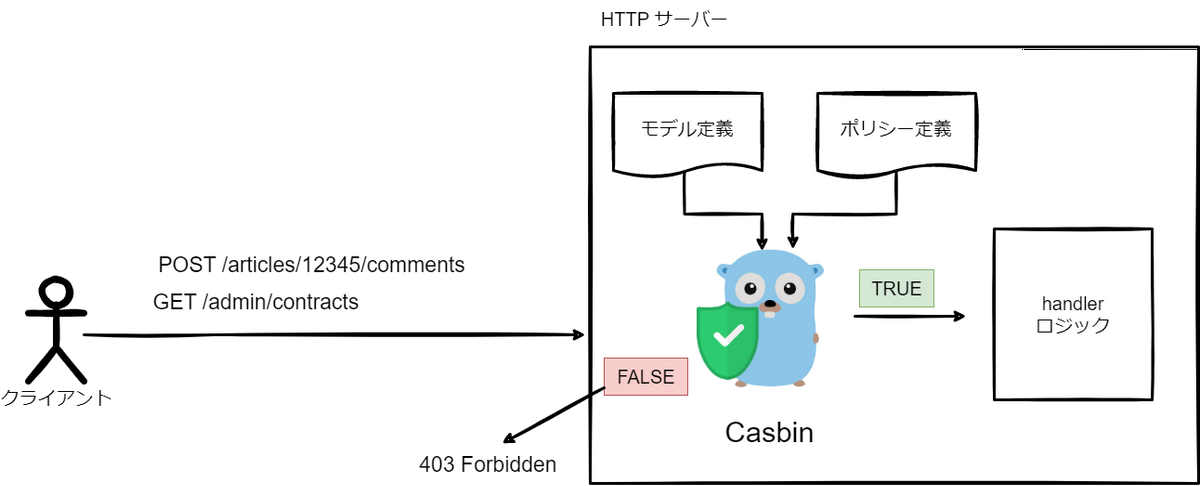 HTTP サーバー
モデル定義
ポリシー定義
POST /articles/12345/comments
GET /admin/contracts
TRUE
handler
ロジック
FALSE
クライアント
Casbin
403 Forbidden